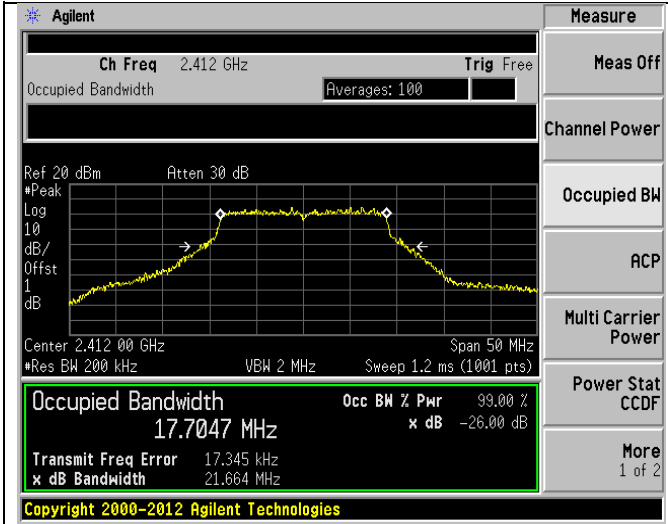 Agilent
Measure
Ch Freq 2.412 GHz Trig Free
Occupied Bandwidth Averages: 100
Ref 20 dBm Atten 30 dB
#Peak
Log
10
dB/
Offst
1
dB
Center 2.412 00 GHz Span 50 MHz
#Res BW 200 kHz VBW 2 MHz Sweep 1.2 ms (1001 pts)
Occupied Bandwidth Occ BW % Pwr 99.00 %
17.7047 MHz x dB -26.00 dB
Transmit Freq Error 17.345 kHz
x dB Bandwidth 21.664 MHz
Copyright 2000-2012 Agilent Technologies
Meas Off
Channel Power
Occupied BW
ACP
Multi Carrier
Power
Power Stat
CCDF
More
1 of 2